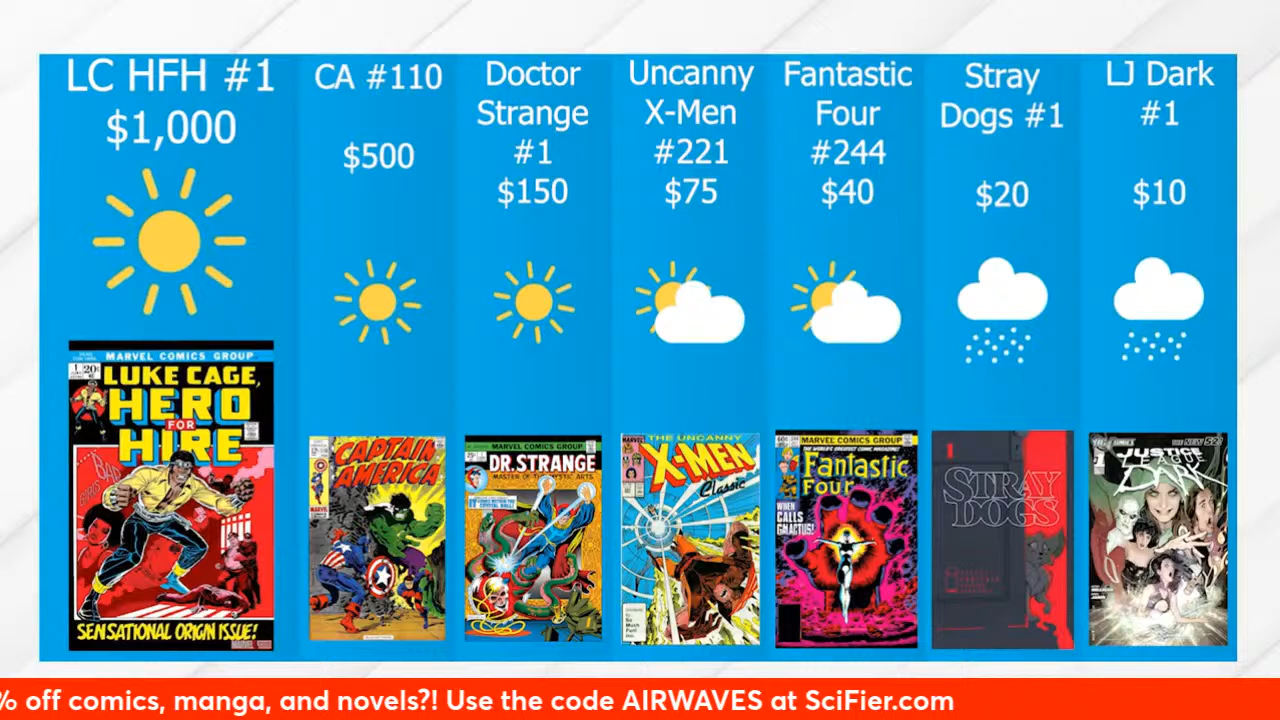 LC HFH #1
$1,000
CA #110
$500
Doctor
Strange
#1
$150
Uncanny
X-Men
#221
$75
Fantastic
Four
#244
$40
Stray
Dogs #1
$20
LJ Dark
#1
$10
MARVEL COMICS GROUP
1
20¢
LUKE CAGE,
HERO
FOR
HIRE
SENSATIONAL ORIGIN ISSUE!
CAPTAIN
AMERICA
MARVEL COMICS GROUP
DR. STRANGE
MASTER OF THE MYSTIC ARTS
THE UNCANNY
X-MEN
Classic
MARVEL COMICS GROUP
Fantastic
Four
WHEN
CALLS
GALACTUS!
1
STRAY
DOGS
THE NEW 52!
JUSTICE
LEAGUE
DARK
% off comics, manga, and novels?! Use the code AIRWAVES at SciFier.com